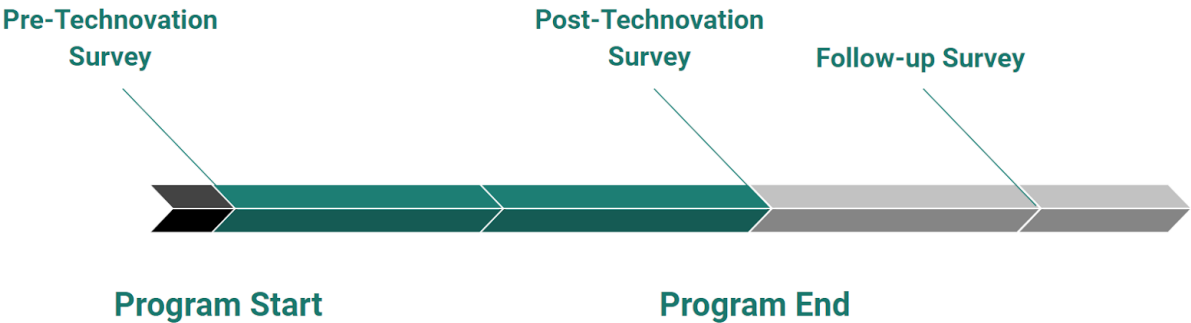 Pre-Technovation
Survey
Post-Technovation
Survey
Follow-up Survey
Program Start
Program End